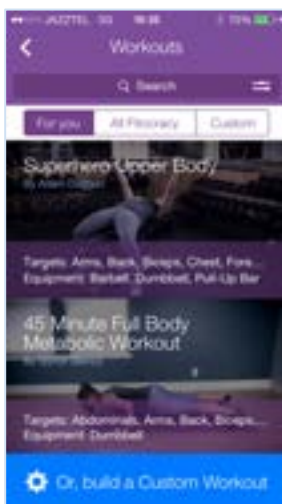 JAZZTEL 3G
Workouts
Search
For you All Fitocracy Custom
Superhero Upper Body
Targets: Arms, Back, Biceps, Chest, Fore...
Equipment: Barbell, Dumbbell, Pull-Up Bar
45 Minute Full Body
Metabolic Workout
Targets: Abdominals, Arms, Back, Biceps,...
Equipment: Dumbbell
Or, build a Custom Workout